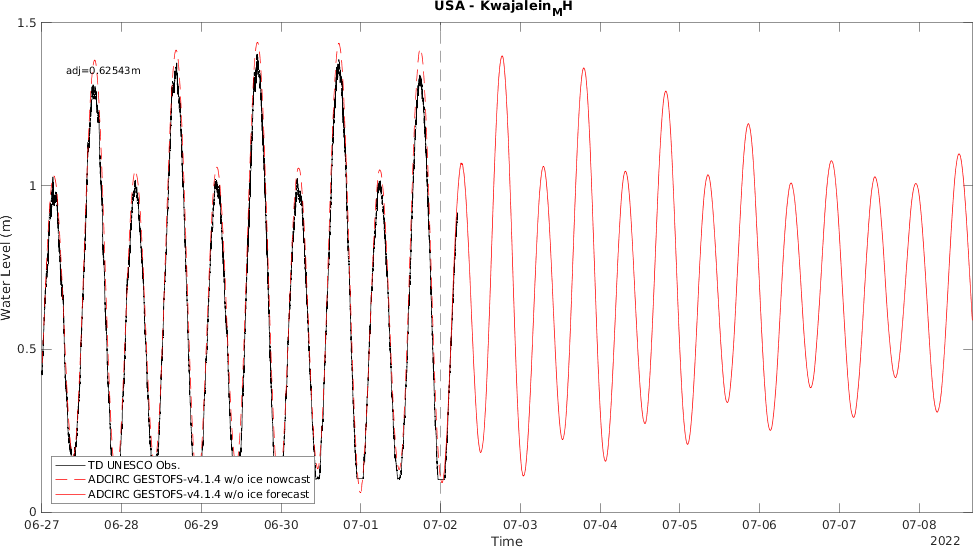 USA - Kwajalein_MH
1.5
adj=0.62543m
1
Water Level (m)
0.5
TD UNESCO Obs.
ADCIRC GESTOFS-v4.1.4 w/o ice nowcast
ADCIRC GESTOFS-v4.1.4 w/o ice forecast
0
06-27 06-28 06-29 06-30 07-01 07-02 07-03 07-04 07-05 07-06 07-07 07-08
Time
2022